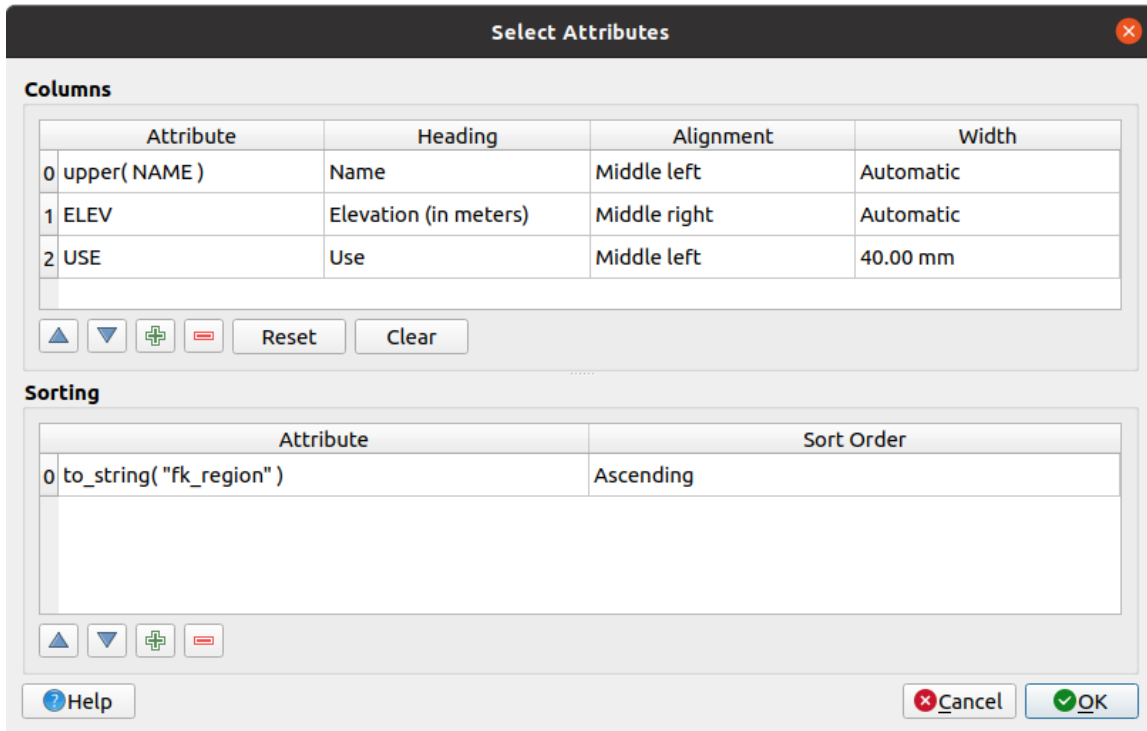 Select Attributes
Columns
Attribute Heading Alignment Width
0 upper( NAME ) Name Middle left Automatic
1 ELEV Elevation (in meters) Middle right Automatic
2 USE Use Middle left 40.00 mm
Reset Clear
Sorting
Attribute Sort Order
0 to_string( "fk_region" ) Ascending
Help Cancel OK